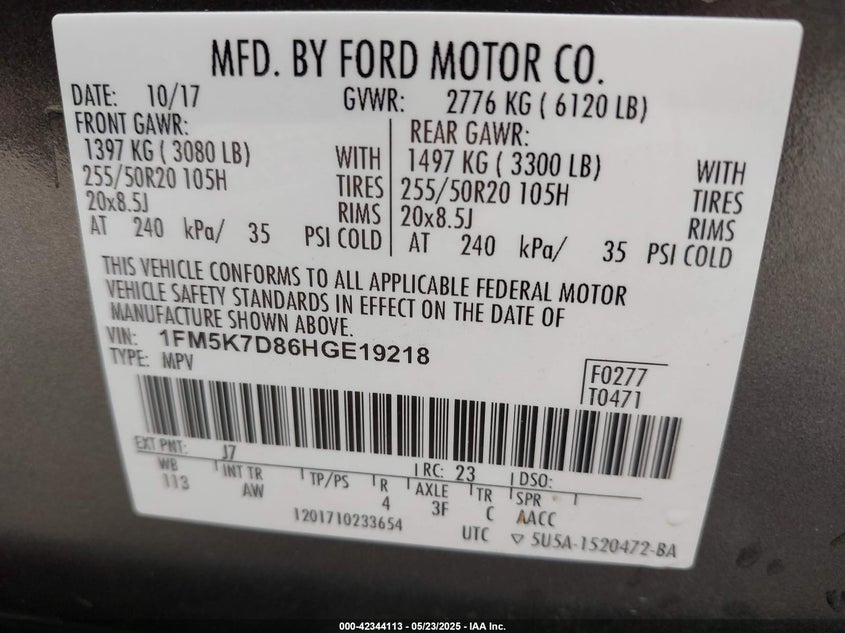 MFD. BY FORD MOTOR CO.
DATE: 10/17 GVWR: 2776 KG ( 6120 LB)
FRONT GAWR: REAR GAWR:
1397 KG ( 3080 LB) WITH 1497 KG ( 3300 LB) WITH
255/50R20 105H TIRES 255/50R20 105H TIRES
20x8.5J RIMS 20x8.5J RIMS
AT 240 kPa/ 35 PSI COLD AT 240 kPa/ 35 PSI COLD
THIS VEHICLE CONFORMS TO ALL APPLICABLE FEDERAL MOTOR
VEHICLE SAFETY STANDARDS IN EFFECT ON THE DATE OF
MANUFACTURE SHOWN ABOVE.
VIN: 1FM5K7D86HGE19218
TYPE: MPV
F0277
T0471
EXT PNT: J7 RC: 23 DSO:
WB INT TR TP/PS R AXLE TR SPR
113 AW 4 3F C AACC
1201710233654 UTC ▽ 5U5A-1520472-BA
000-42344113 - 05/23/2025 - IAA Inc.